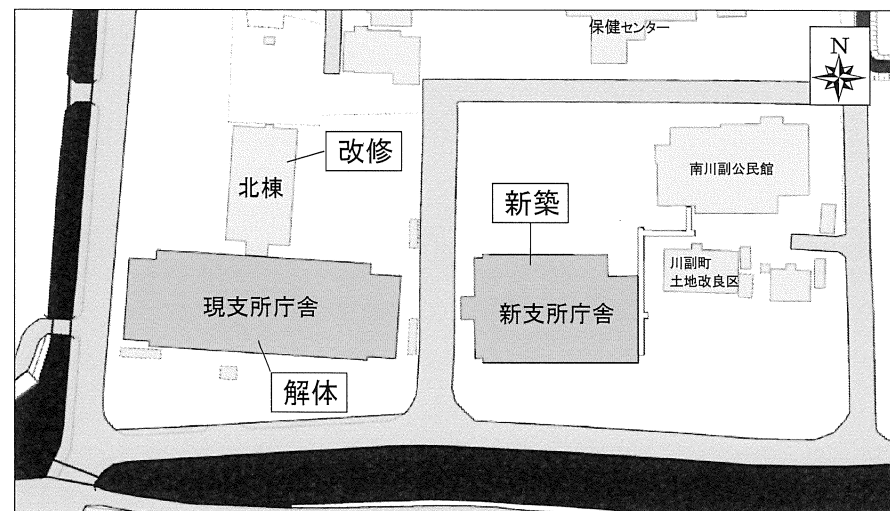 保健センター
N
改修
北棟
南川副公民館
新築
川副町
土地改良区
現支所庁舎
新支所庁舎
解体